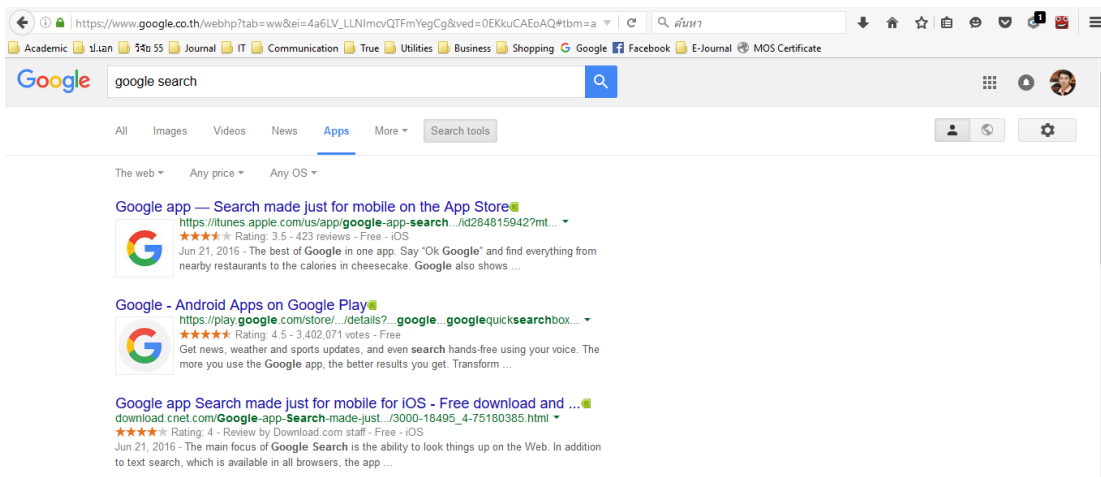 https://www.google.co.th/webhp?tab=ww&ei=4a6LV_LLNImcvQTFmYegCg&ved=0EKkuCAEoAQ#tbm=a
ค้นหา
1
Academic ป.เอก วิจัย 55 Journal IT Communication True Utilities Business Shopping Google Facebook E-Journal MOS Certificate
Google google search
All Images Videos News Apps More Search tools
The web Any price Any OS
Google app — Search made just for mobile on the App Store
https://itunes.apple.com/us/app/google-app-search.../id284815942?mt...
Rating: 3.5 - 423 reviews - Free - iOS
Jun 21, 2016 - The best of Google in one app. Say “Ok Google” and find everything from
nearby restaurants to the calories in cheesecake. Google also shows ...
Google - Android Apps on Google Play
https://play.google.com/store/.../details?...google...googlequicksearchbox...
Rating: 4.5 - 3,402,071 votes - Free
Get news, weather and sports updates, and even search hands-free using your voice. The
more you use the Google app, the better results you get. Transform ...
Google app Search made just for mobile for iOS - Free download and ...
download.cnet.com/Google-app-Search-made-just.../3000-18495_4-75180385.html
Rating: 4 - Review by Download.com staff - Free - iOS
Jun 21, 2016 - The main focus of Google Search is the ability to look things up on the Web. In addition
to text search, which is available in all browsers, the app ...